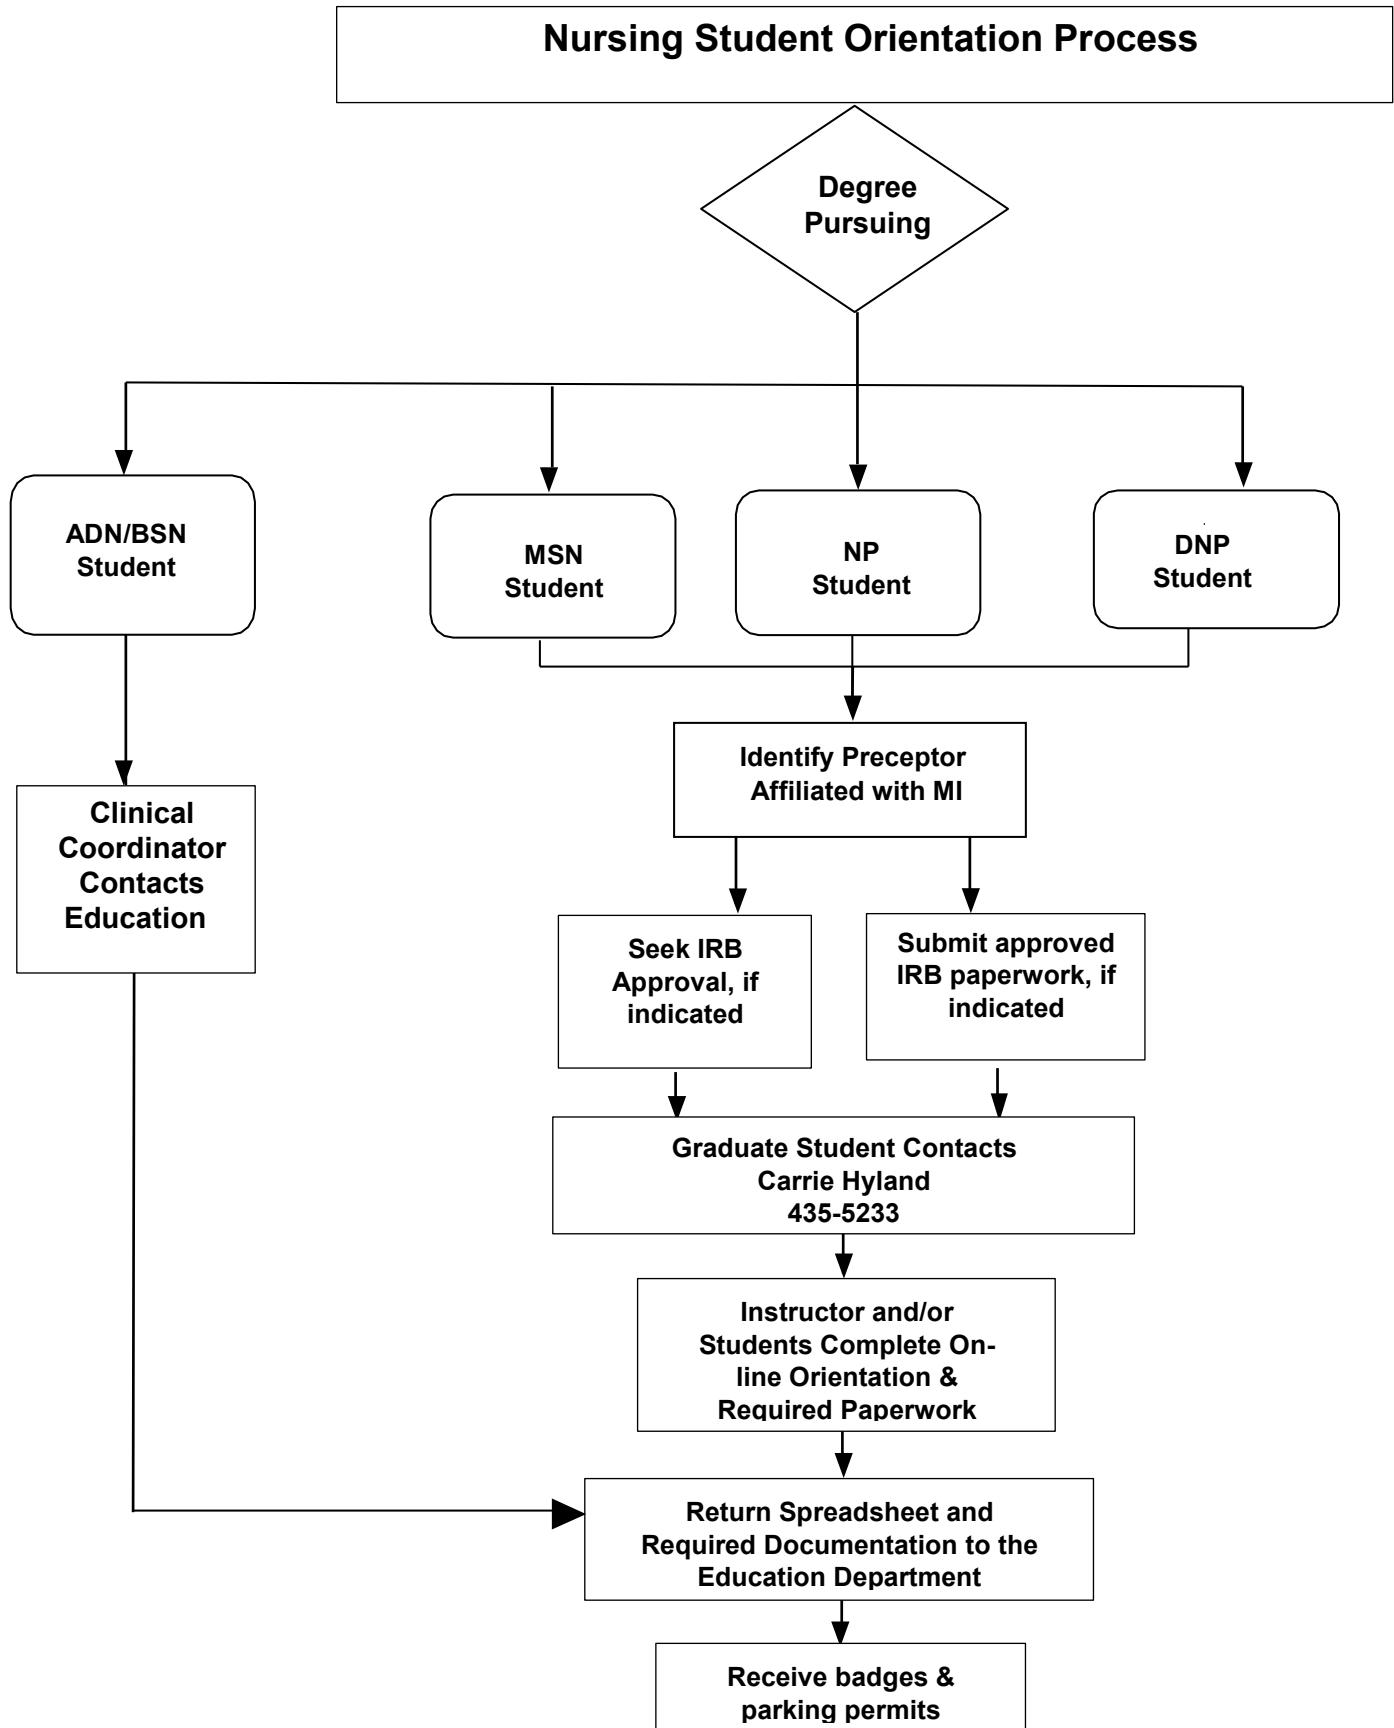 Nursing Student Orientation Process
Degree
Pursuing
ADN/BSN
Student
MSN
Student
NP
Student
DNP
Student
Identify Preceptor
Affiliated with MI
Clinical
Coordinator
Contacts
Education
Seek IRB
Approval, if
indicated
Submit approved
IRB paperwork, if
indicated
Graduate Student Contacts
Carrie Hyland
435-5233
Instructor and/or
Students Complete On-
line Orientation &
Required Paperwork
Return Spreadsheet and
Required Documentation to the
Education Department
Receive badges &
parking permits